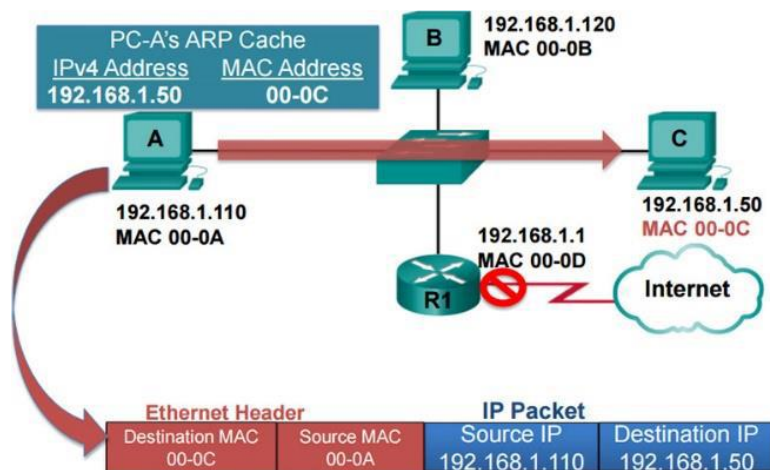 PC-A's ARP Cache
IPv4 Address MAC Address
192.168.1.50 00-0C
B
192.168.1.120
MAC 00-0B
A
192.168.1.110
MAC 00-0A
C
192.168.1.50
MAC 00-0C
192.168.1.1
MAC 00-0D
R1
Internet
Ethernet Header IP Packet
Destination MAC Source MAC Source IP Destination IP
00-0C 00-0A 192.168.1.110 192.168.1.50